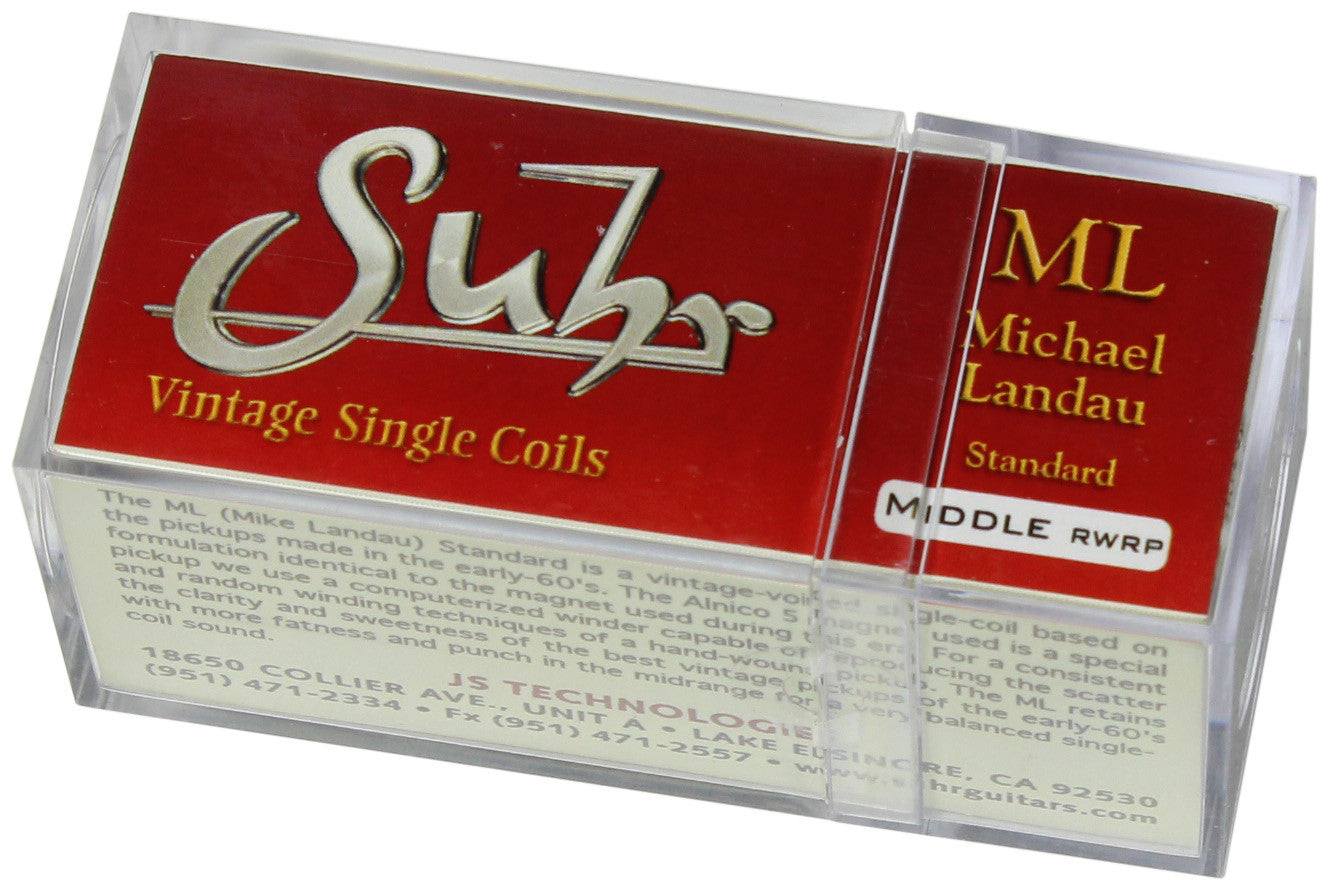 Suhr
Vintage Single Coils
ML
Michael
Landau
Standard
MIDDLE RWRP
The ML (Mike Landau) Standard is a vintage-voiced single-coil based on
the pickups made in the early-60's. The Alnico 5 magnet used is a special
formulation identical to the magnet used during this era. For a consistent
pickup we use a computerized winder capable of reproducing the scatter
and random winding techniques of a hand-wound pickup. The ML retains
the clarity and sweetness of the best vintage pickups of the early-60's
with more fatness and punch in the midrange for a very balanced single-
coil sound.
JS TECHNOLOGIES
18650 COLLIER AVE., UNIT A • LAKE ELSINORE, CA 92530
(951) 471-2334 • Fx (951) 471-2557 • www.suhrguitars.com